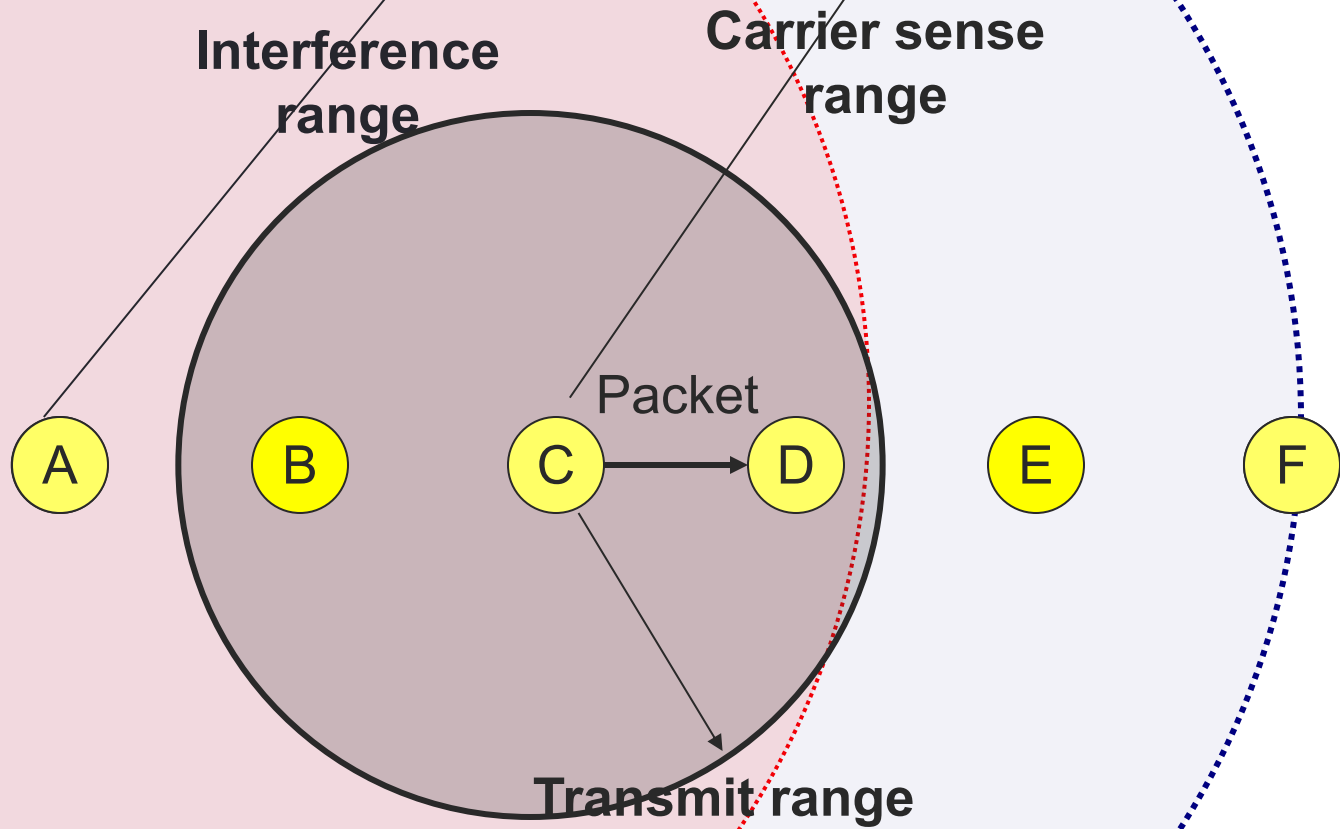 Interference
range
Carrier sense
range
Packet
A
B
C
D
E
F
Transmit range